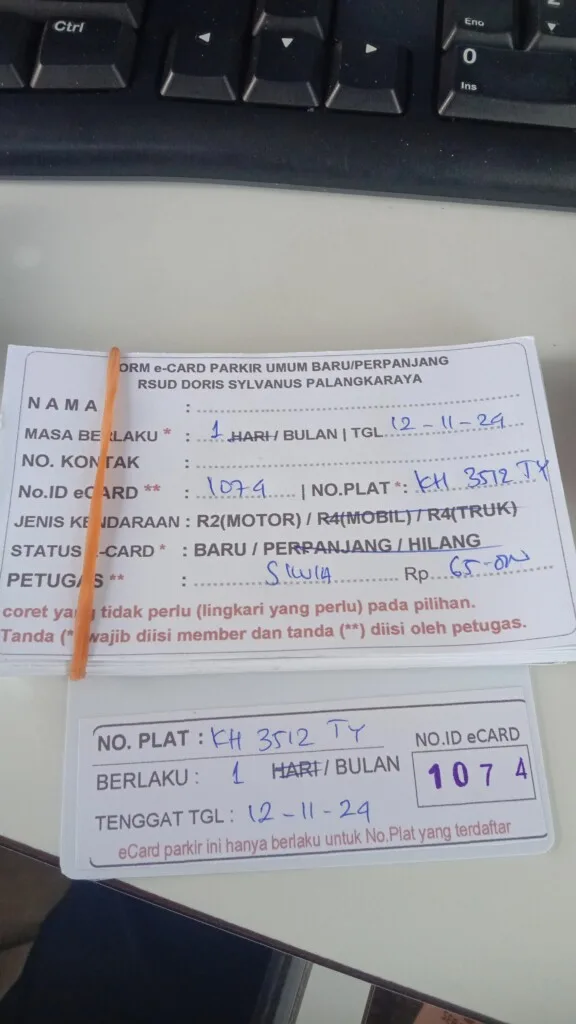 Ctrl
End
0
Ins
ORM e-CARD PARKIR UMUM BARU/PERPANJANG
RSUD DORIS SYLVANUS PALANGKARAYA
NAMA :
MASA BERLAKU * : 1 HARI / BULAN | TGL 12-11-24
NO. KONTAK :
No.ID eCARD ** : 1074 | NO.PLAT * : KH 3512 TY
JENIS KENDARAAN : R2(MOTOR) / R4(MOBIL) / R4(TRUK)
STATUS -CARD * : BARU / PERPANJANG / HILANG
PETUGAS ** : SILVIA Rp 65-
coret yang tidak perlu (lingkari yang perlu) pada pilihan.
Tanda (* wajib diisi member dan tanda (**) diisi oleh petugas.
NO. PLAT : KH 3512 TY
NO.ID eCARD
BERLAKU : 1 HARI / BULAN
1074
TENGGAT TGL : 12-11-24
eCard parkir ini hanya berlaku untuk No.Plat yang terdaftar